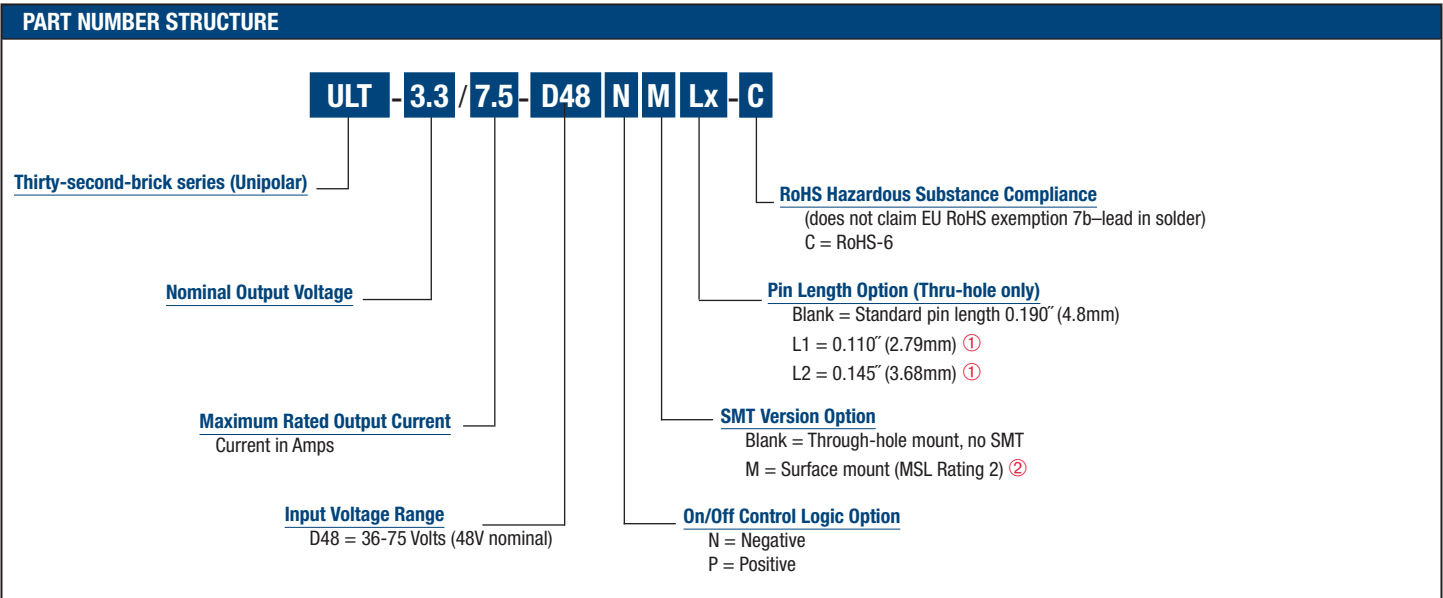 PART NUMBER STRUCTURE
ULT - 3.3 / 7.5 - D48 N M Lx - C
Thirty-second-brick series (Unipolar)
RoHS Hazardous Substance Compliance
(does not claim EU RoHS exemption 7b–lead in solder)
C = RoHS-6
Nominal Output Voltage
Pin Length Option (Thru-hole only)
Blank = Standard pin length 0.190˝ (4.8mm)
L1 = 0.110˝ (2.79mm) ①
L2 = 0.145˝ (3.68mm) ①
Maximum Rated Output Current
Current in Amps
SMT Version Option
Blank = Through-hole mount, no SMT
M = Surface mount (MSL Rating 2) ②
Input Voltage Range
D48 = 36-75 Volts (48V nominal)
On/Off Control Logic Option
N = Negative
P = Positive